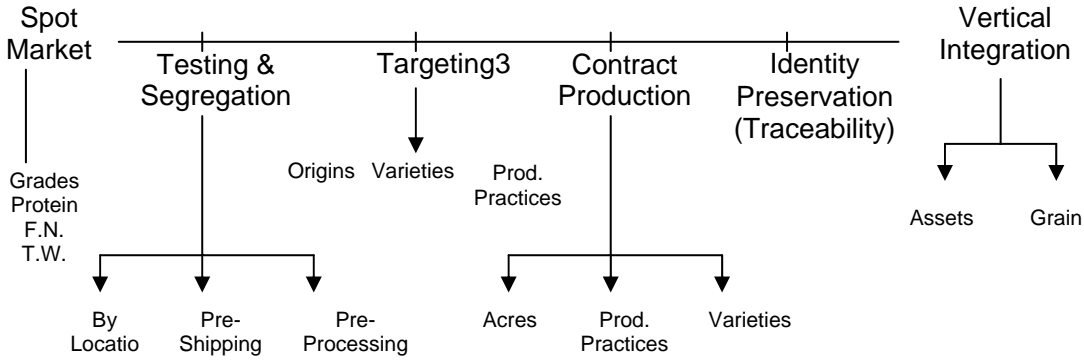 Spot
Market
Testing &
Segregation
Targeting3
Contract
Production
Identity
Preservation
(Traceability)
Vertical
Integration
Grades
Protein
F.N.
T.W.
Origins
Varieties
Prod.
Practices
Assets
Grain
By
Locatio
Pre-
Shipping
Pre-
Processing
Acres
Prod.
Practices
Varieties